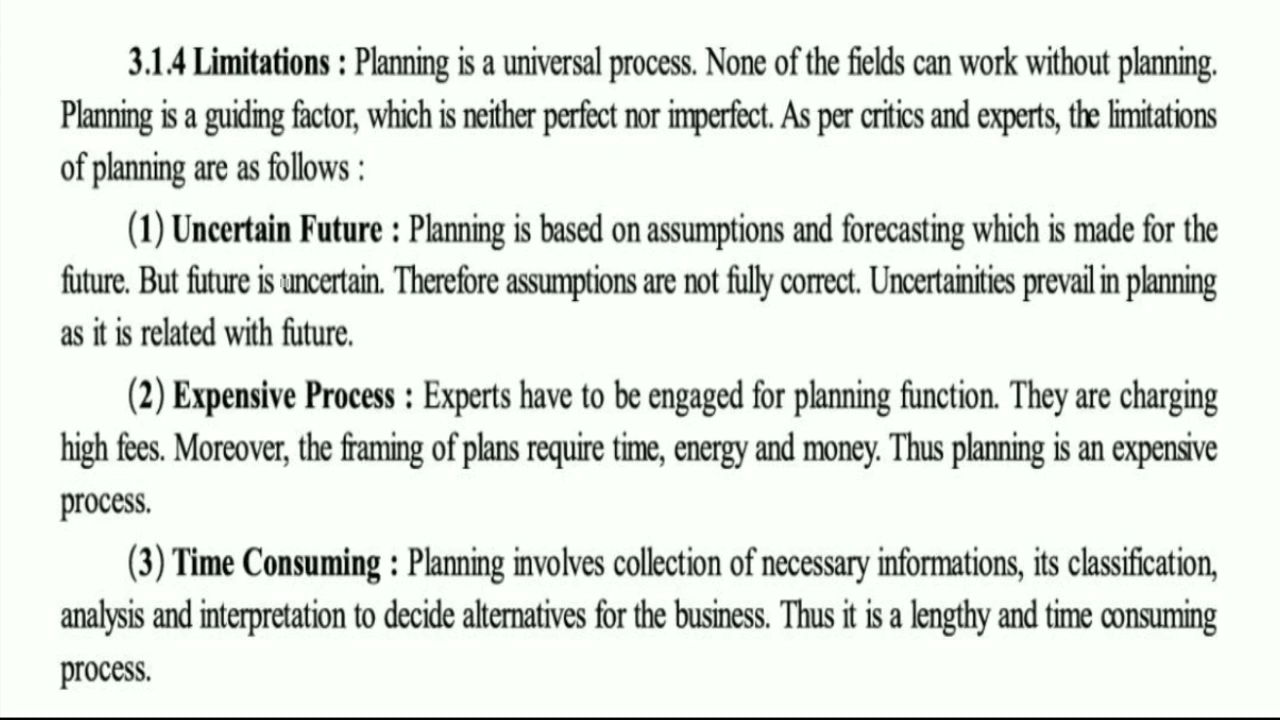 3.1.4 Limitations : Planning is a universal process. None of the fields can work without planning.
Planning is a guiding factor, which is neither perfect nor imperfect. As per critics and experts, the limitations
of planning are as follows :
(1) Uncertain Future : Planning is based on assumptions and forecasting which is made for the
future. But future is uncertain. Therefore assumptions are not fully correct. Uncertainities prevail in planning
as it is related with future.
(2) Expensive Process : Experts have to be engaged for planning function. They are charging
high fees. Moreover, the framing of plans require time, energy and money. Thus planning is an expensive
process.
(3) Time Consuming : Planning involves collection of necessary informations, its classification,
analysis and interpretation to decide alternatives for the business. Thus it is a lengthy and time consuming
process.